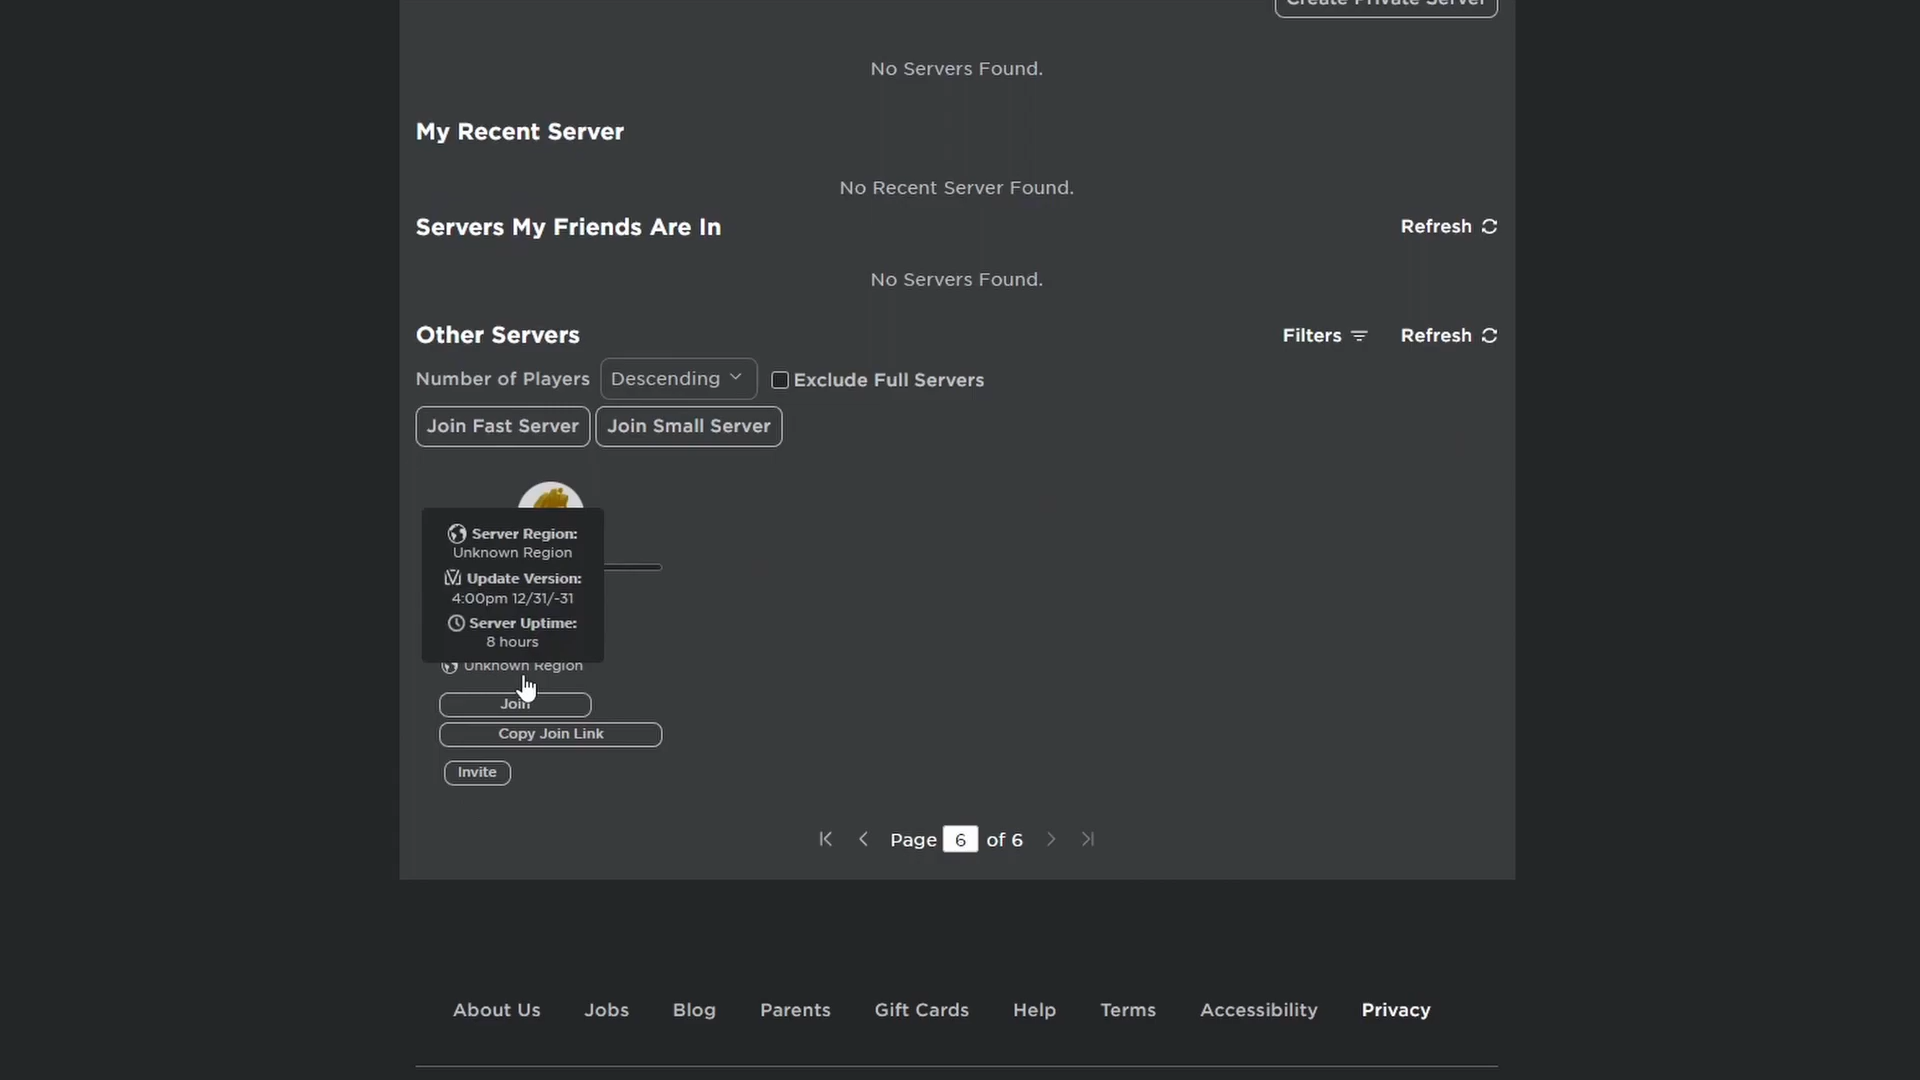 Create Private Server
No Servers Found.
My Recent Server
No Recent Server Found.
Servers My Friends Are In
Refresh
No Servers Found.
Other Servers
Filters
Refresh
Number of Players
Descending
Exclude Full Servers
Join Fast Server
Join Small Server
Server Region:
Unknown Region
Update Version:
4:00pm 12/31/-31
Server Uptime:
8 hours
Unknown Region
Join
Copy Join Link
Invite
Page 6 of 6
About Us Jobs Blog Parents Gift Cards Help Terms Accessibility Privacy